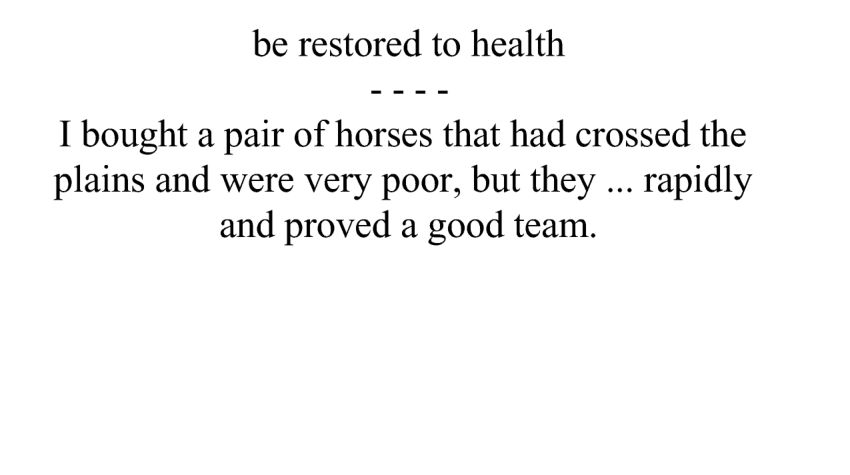 be restored to health
- - - -
I bought a pair of horses that had crossed the
plains and were very poor, but they ... rapidly
and proved a good team.